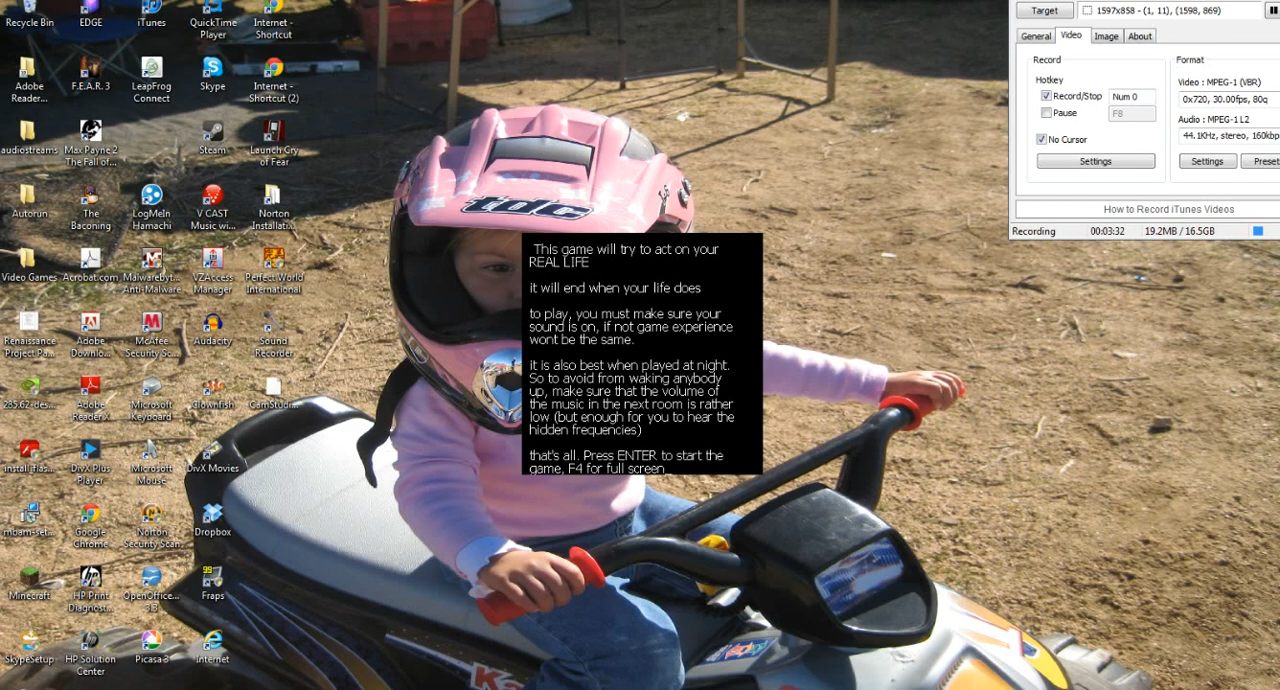 Recycle Bin
EDGE
iTunes
QuickTime
Player
Internet -
Shortcut
Adobe
Reader...
F.E.A.R. 3
LeapFrog
Connect
Skype
Internet -
Shortcut (2)
audiostreams
Max Payne 2
The Fall of...
Steam
Launch Cry
of Fear
Autorun
The
Baconing
LogMeIn
Hamachi
V CAST
Music wi...
Norton
Installati...
Video Games
Acrobat.com
Malwarebyt...
Anti-Malware
VZAccess
Manager
Perfect World
International
Renaissance
Project Pa...
Adobe
Downlo...
McAfee
Security Sc...
Audacity
Sound
Recorder
285.62-des...
Adobe
Reader X
Microsoft
Keyboard
Clownfish
CamStudi...
installflas...
DivX Plus
Player
Microsoft
Mouse
DivX Movies
mbam-set...
Google
Chrome
Norton
Security Scan
Dropbox
Minecraft
HP Print
Diagnost...
OpenOffice...
3.3
99
Fraps
SkypeSetup
HP Solution
Center
Picasa 3
Internet
tdc
This game will try to act on your
REAL LIFE
it will end when your life does
to play, you must make sure your
sound is on, if not game experience
wont be the same.
it is also best when played at night.
So to avoid from waking anybody
up, make sure that the volume of
the music in the next room is rather
low (but enough for you to hear the
hidden frequencies)
that's all. Press ENTER to start the
game, F4 for full screen_
Ka
Target
1597x858 - (1, 11), (1598, 869)
General Video Image About
Record
Hotkey
Record/Stop Num 0
Pause F8
No Cursor
Settings
Format
Video : MPEG-1 (VBR)
0x720, 30.00fps, 80q
Audio : MPEG-1 L2
44.1KHz, stereo, 160kbp
Settings Preset
How to Record iTunes Videos
Recording 00:03:32 19.2MB / 16.5GB